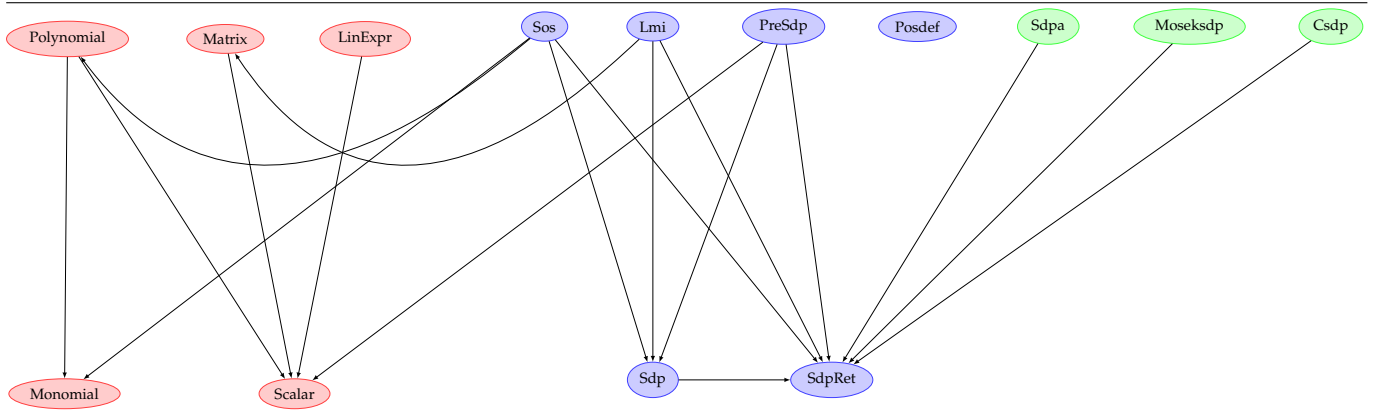 Polynomial
Matrix
LinExpr
Sos
Lmi
PreSdp
Posdef
Sdpa
Moseksdp
Csdp
Monomial
Scalar
Sdp
SdpRet